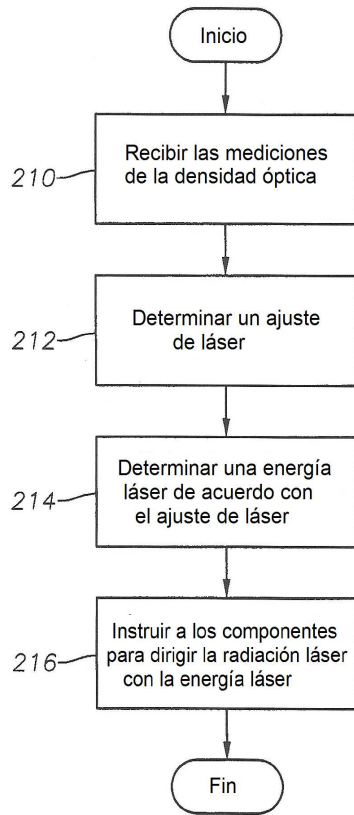 Inicio
210
Recibir las mediciones
de la densidad óptica
212
Determinar un ajuste
de láser
214
Determinar una energía
láser de acuerdo con
el ajuste de láser
216
Instruir a los componentes
para dirigir la radiación láser
con la energía láser
Fin